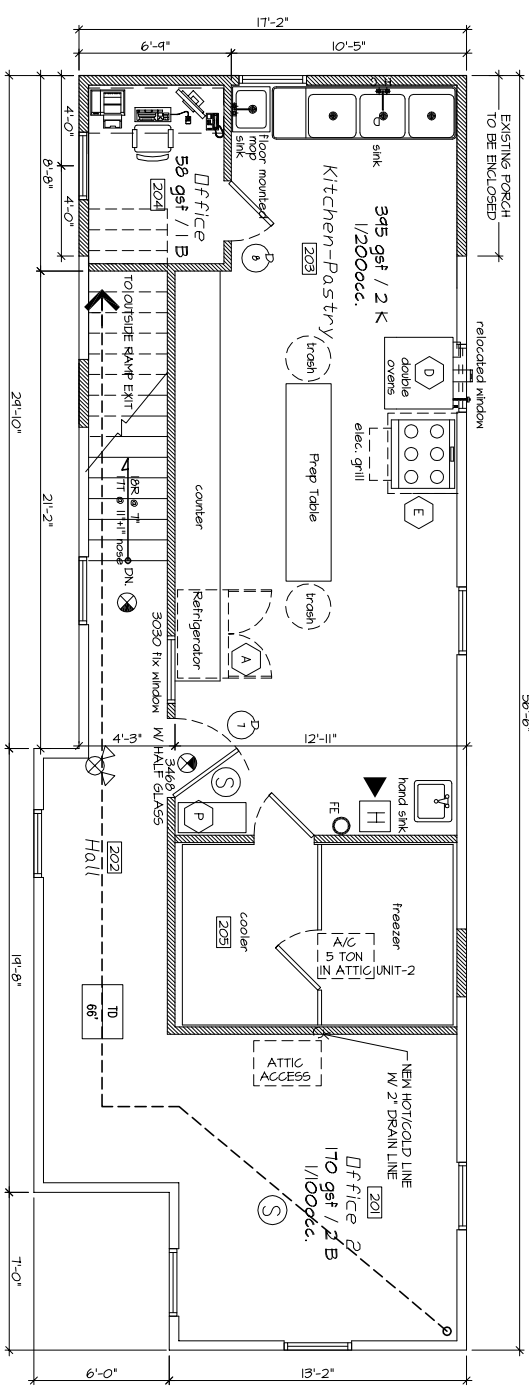 17'-2"
6'-9"
10'-5"
EXISTING PORCH
TO BE ENCLOSED
4'-0"
8'-8"
4'-0"
Office
204
58 gsf / 1 B
floor mounted
mop
sink
sink
HC
8
Kitchen-Pastry
203
395 gsf / 2 K
1/200occ.
TO OUTSIDE RAMP EXIT
trash
double
ovens
D
relocated window
elec. grill
E
Prep Table
counter
29'-10"
21'-2"
18R @ 7"
17T @ 11"+1" nose
DN.
Refrigerator
A
trash
56'-6"
3030 fix window
7
3468
W/ HALF GLASS
4'-3"
12'-11"
S
P
FE
H
hand sink
Hall
202
cooler
205
freezer
A/C
5 TON
IN ATTIC UNIT-2
TD
66'
19'-8"
ATTIC
ACCESS
NEW HOT/COLD LINE
W/ 2" DRAIN LINE
Office 2
201
170 gsf / 2 B
1/100occ.
S
7'-0"
6'-0"
13'-2"